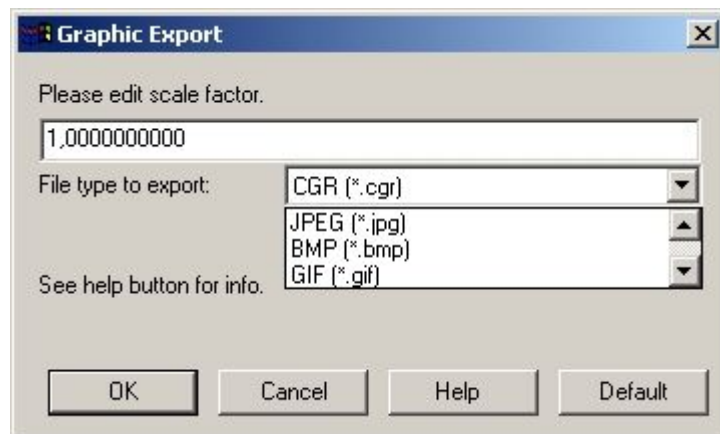 Graphic Export
Please edit scale factor.
1,0000000000
File type to export:
CGR (*.cgr)
JPEG (*.jpg)
BMP (*.bmp)
GIF (*.gif)
See help button for info.
OK
Cancel
Help
Default